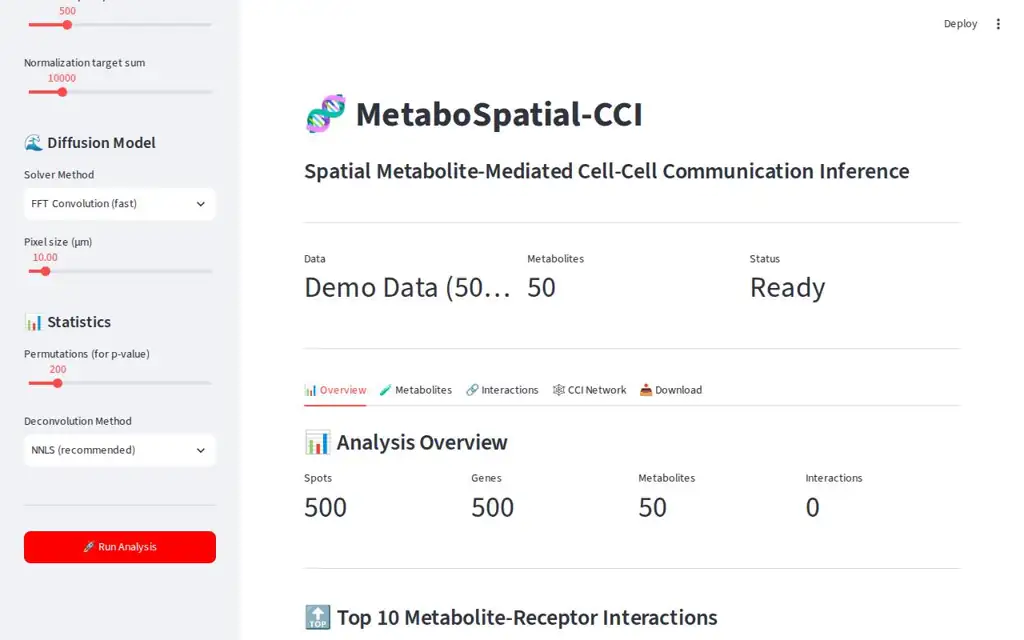 500
Normalization target sum
10000
Diffusion Model
Solver Method
FFT Convolution (fast)
Pixel size (μm)
10.00
Statistics
Permutations (for p-value)
200
Deconvolution Method
NNLS (recommended)
Run Analysis
Deploy
MetaboSpatial-CCI
Spatial Metabolite-Mediated Cell-Cell Communication Inference
Data Metabolites Status
Demo Data (50... 50 Ready
Overview Metabolites Interactions CCI Network Download
Analysis Overview
Spots Genes Metabolites Interactions
500 500 50 0
TOP Top 10 Metabolite-Receptor Interactions